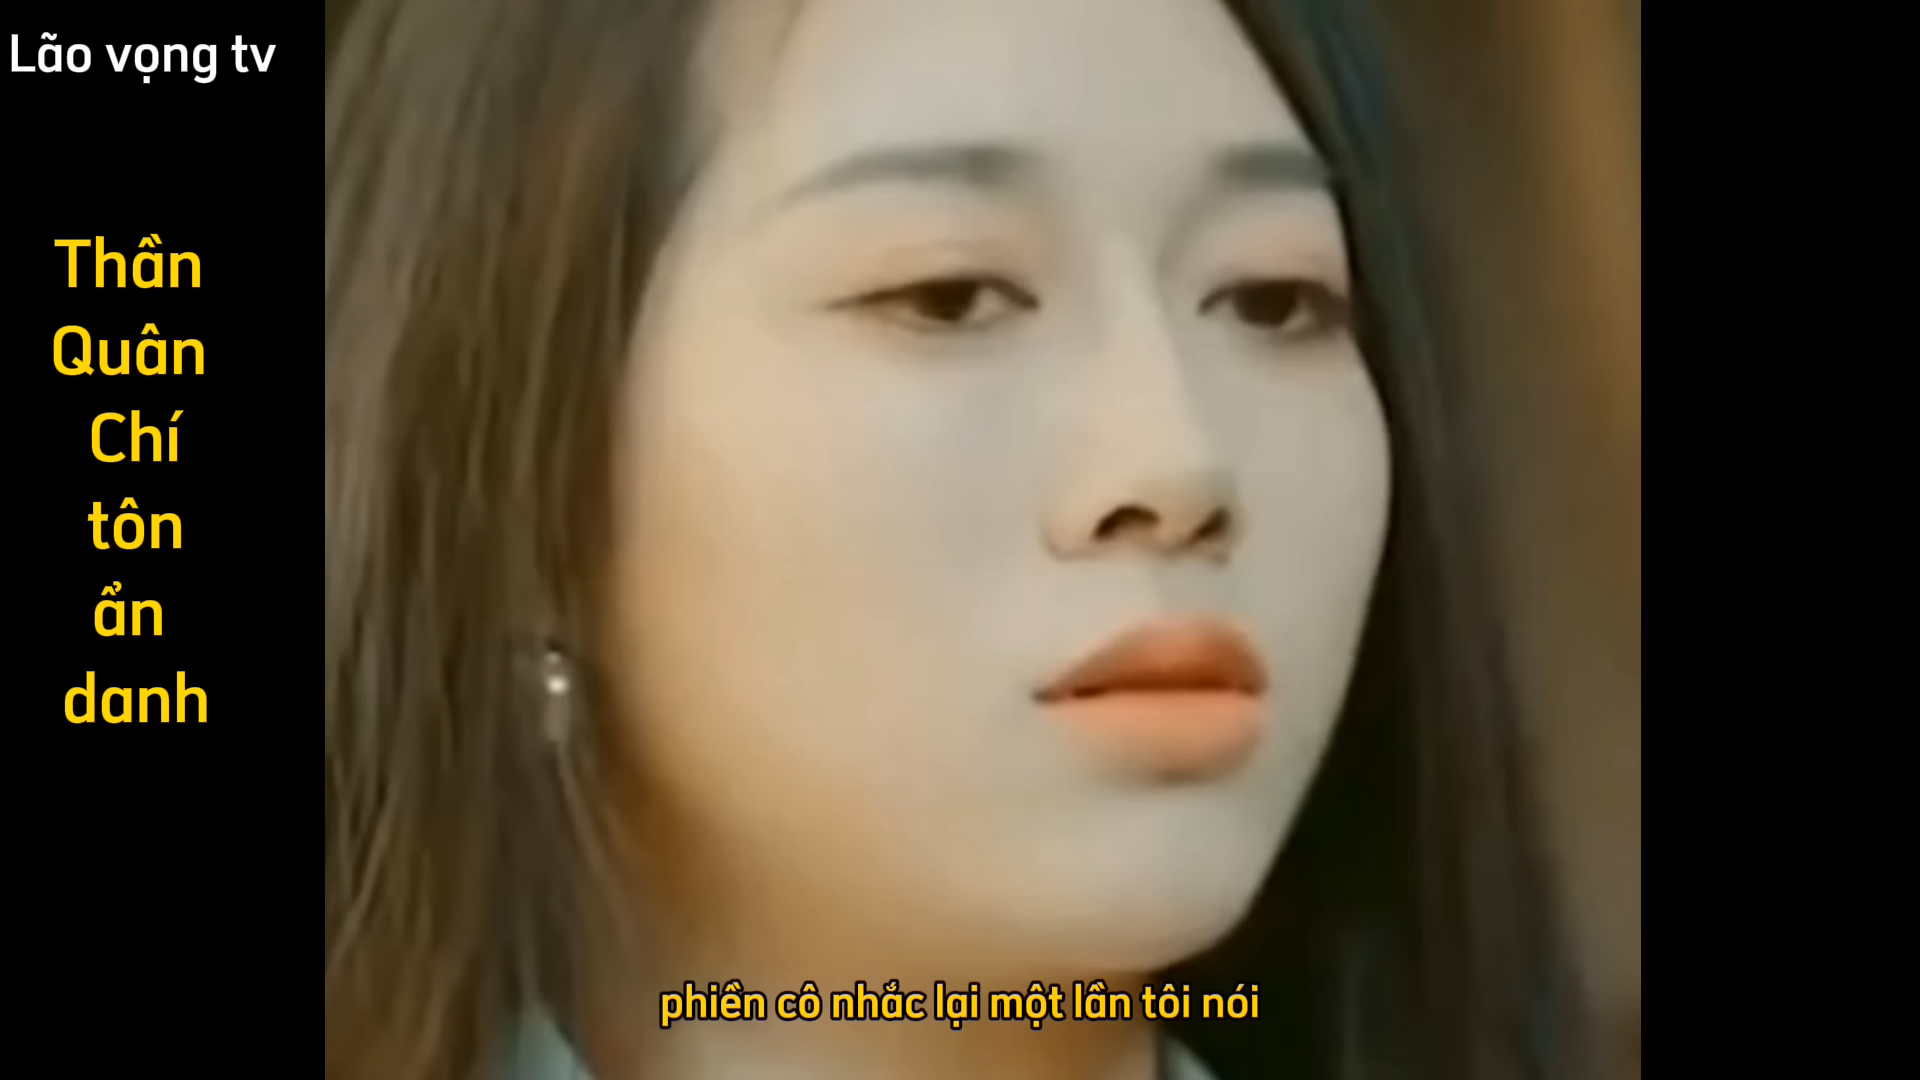 Lão vọng tv
Thần
Quân
Chí
tôn
ẩn
danh
phiền cô nhắc lại một lần tôi nói